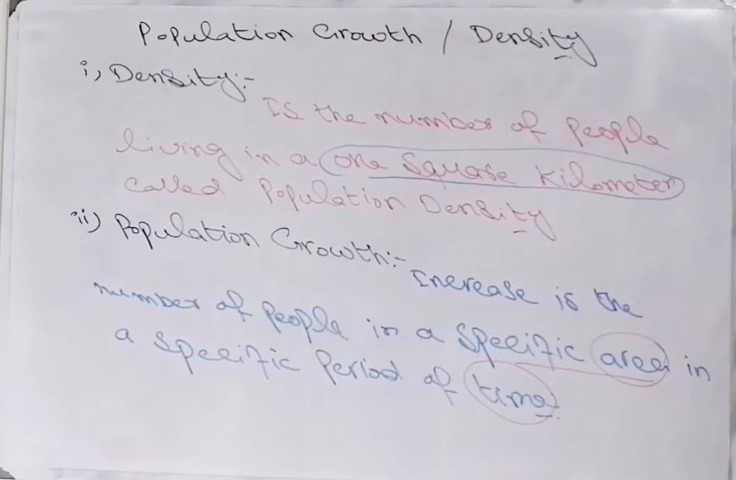 Population Growth / Density
i, Density:-
Is the number of people
living in a one Square Kilometer
called Population Density
ii) Population Growth:-
Increase is the
number of people in a specific area in
a specific period of time.